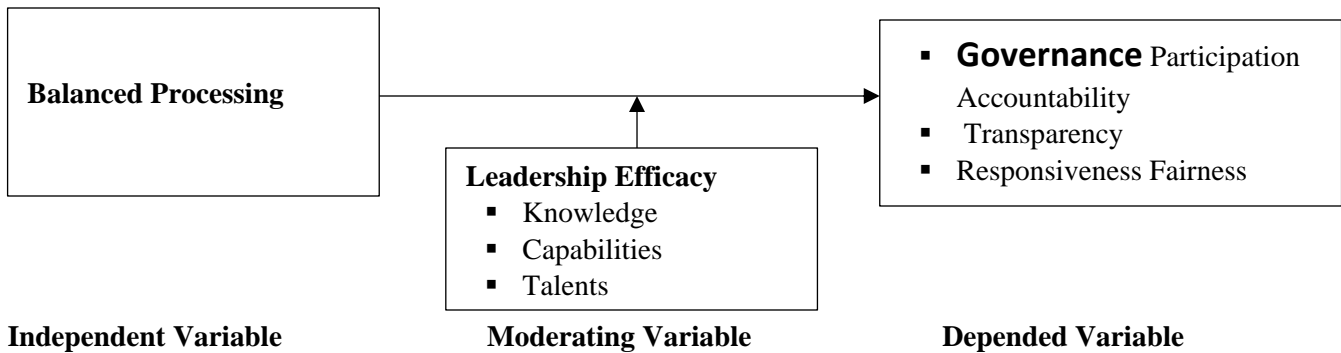 Balanced Processing
▪ Governance Participation
Accountability
▪ Transparency
▪ Responsiveness Fairness
Leadership Efficacy
▪ Knowledge
▪ Capabilities
▪ Talents
Independent Variable
Moderating Variable
Depended Variable